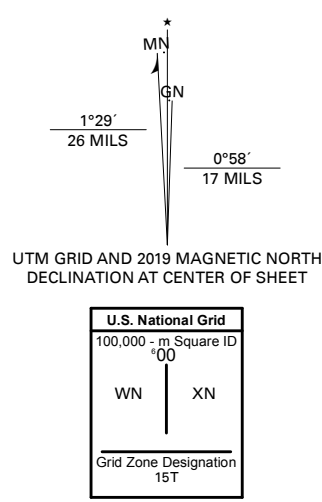 ★
MN
GN
1°29´
26 MILS
0°58´
17 MILS
UTM GRID AND 2019 MAGNETIC NORTH
DECLINATION AT CENTER OF SHEET
U.S. National Grid
100,000 - m Square ID
⁶00
WN XN
Grid Zone Designation
15T